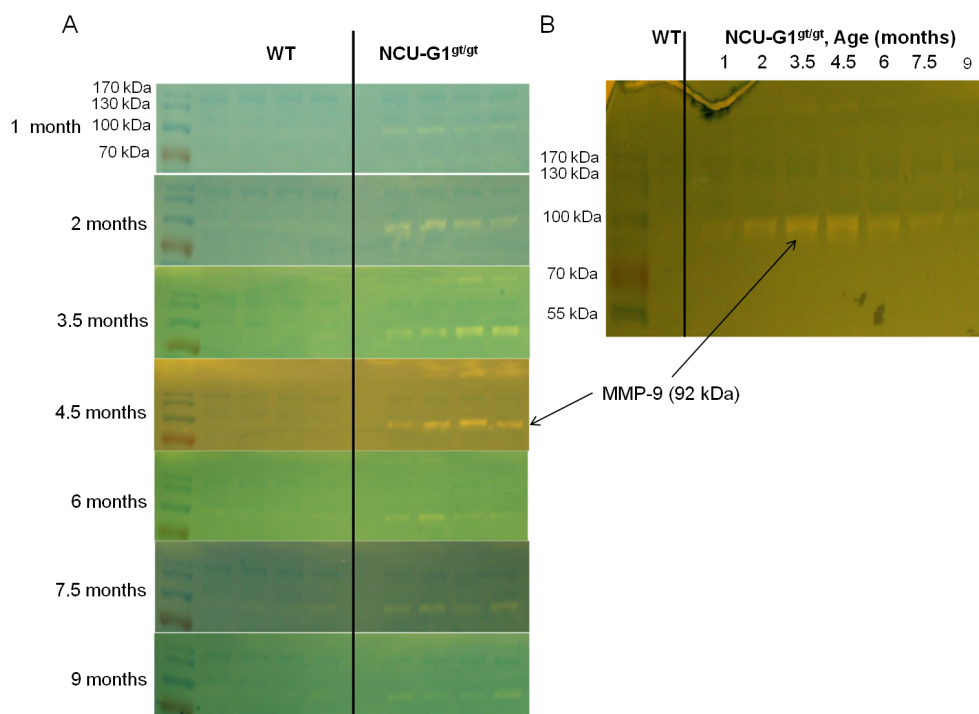 A
WT
NCU-G1gt/gt
170 kDa
130 kDa
1 month
100 kDa
70 kDa
2 months
3.5 months
4.5 months
6 months
7.5 months
9 months
B
WT
NCU-G1gt/gt, Age (months)
1 2 3.5 4.5 6 7.5 9
170 kDa
130 kDa
100 kDa
70 kDa
55 kDa
MMP-9 (92 kDa)